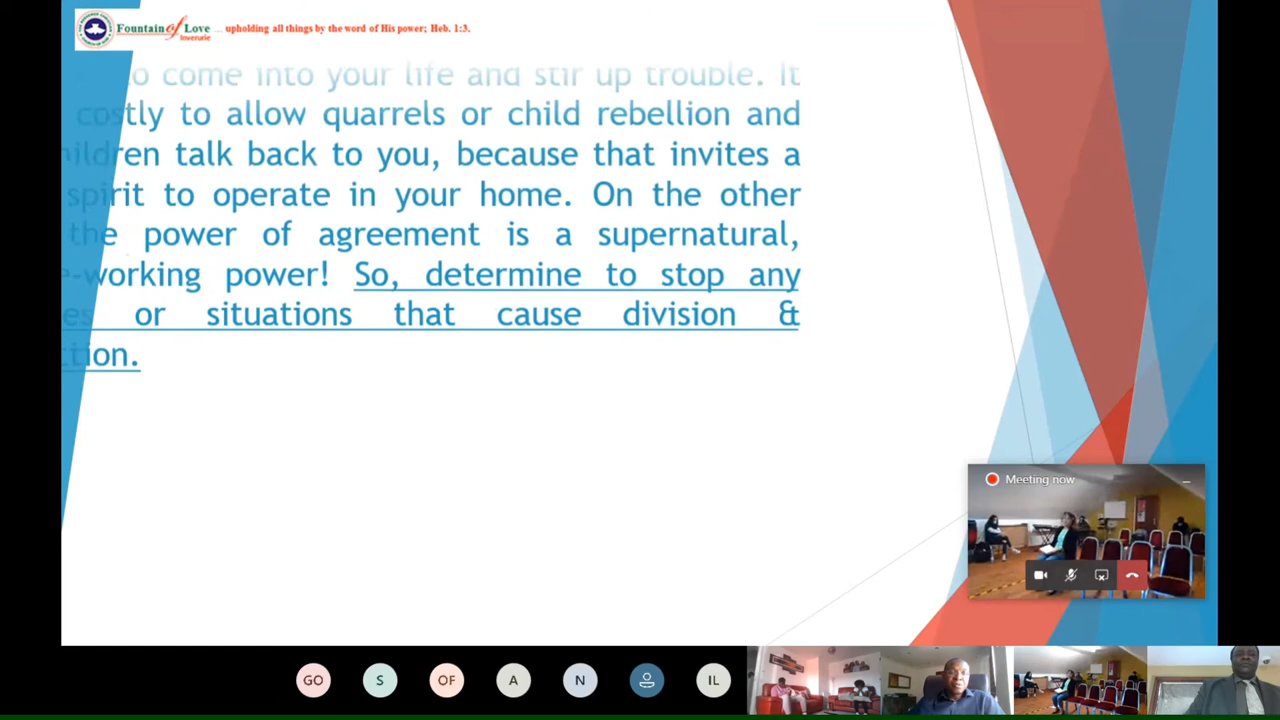 Fountain of Love ... upholding all things by the word of His power; Heb. 1:3.
Inverurie
to come into your life and stir up trouble. It
costly to allow quarrels or child rebellion and
talk back to you, because that invites a
spirit to operate in your home. On the other
the power of agreement is a supernatural,
-working power! So, determine to stop any
or situations that cause division &
Meeting now
GO S OF A N IL